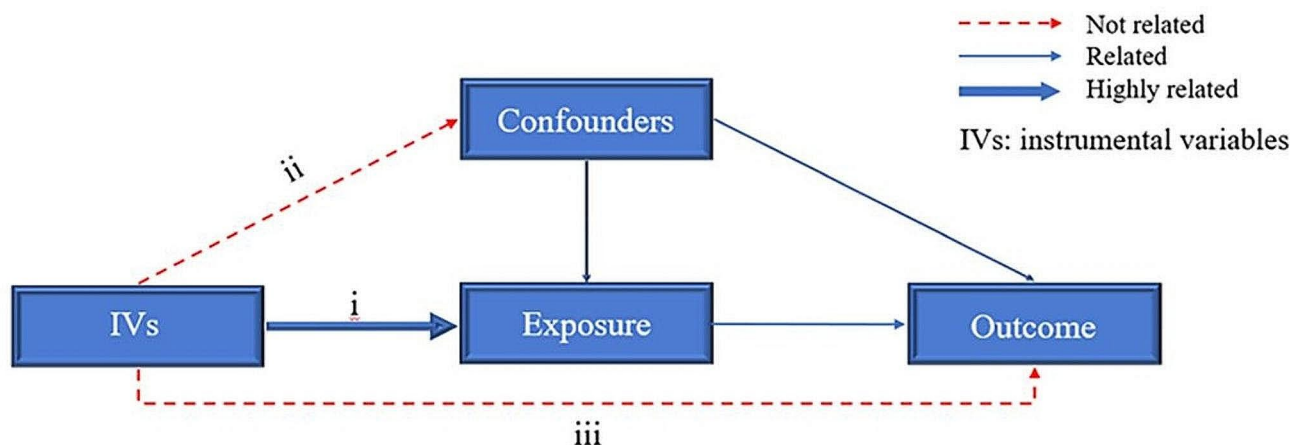 Not related
Related
Highly related
IVs: instrumental variables
Confounders
ii
IVs
i
Exposure
Outcome
iii